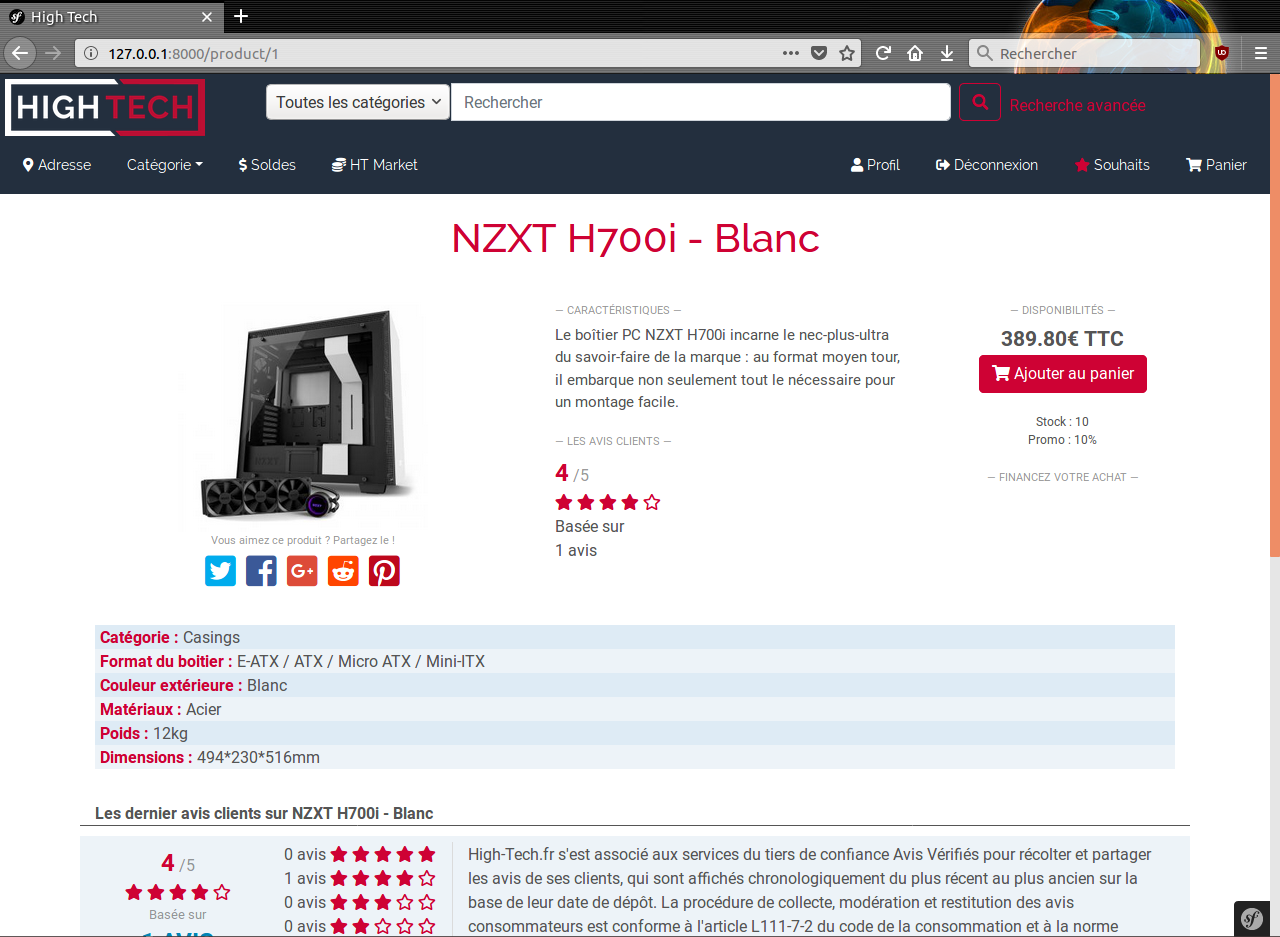 High Tech
127.0.0.1:8000/product/1
Rechercher
HIGH TECH
Toutes les catégories
Rechercher
Recherche avancée
Adresse
Catégorie
$ Soldes
HT Market
Profil
Déconnexion
Souhaits
Panier
NZXT H700i - Blanc
Vous aimez ce produit ? Partagez le !
— CARACTÉRISTIQUES —
Le boîtier PC NZXT H700i incarne le nec-plus-ultra
du savoir-faire de la marque : au format moyen tour,
il embarque non seulement tout le nécessaire pour
un montage facile.
— LES AVIS CLIENTS —
4 /5
Basée sur
1 avis
— DISPONIBILITÉS —
389.80€ TTC
Ajouter au panier
Stock : 10
Promo : 10%
— FINANCEZ VOTRE ACHAT —
Catégorie : Casings
Format du boitier : E-ATX / ATX / Micro ATX / Mini-ITX
Couleur extérieure : Blanc
Matériaux : Acier
Poids : 12kg
Dimensions : 494*230*516mm
Les dernier avis clients sur NZXT H700i - Blanc
4 /5
Basée sur
1 AVIS
0 avis
1 avis
0 avis
0 avis
High-Tech.fr s'est associé aux services du tiers de confiance Avis Vérifiés pour récolter et partager
les avis de ses clients, qui sont affichés chronologiquement du plus récent au plus ancien sur la
base de leur date de dépôt. La procédure de collecte, modération et restitution des avis
consommateurs est conforme à l'article L111-7-2 du code de la consommation et à la norme